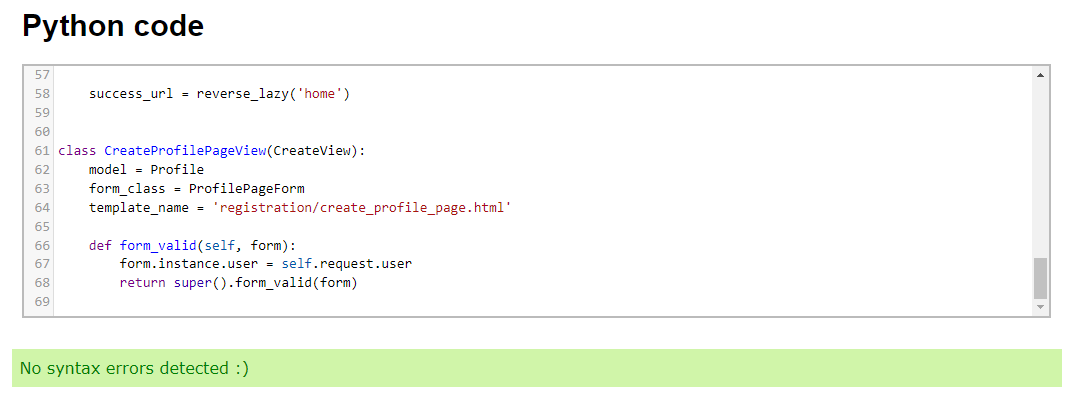 Python code
57
58 success_url = reverse_lazy('home')
59
60
61 class CreateProfilePageView(CreateView):
62 model = Profile
63 form_class = ProfilePageForm
64 template_name = 'registration/create_profile_page.html'
65
66 def form_valid(self, form):
67 form.instance.user = self.request.user
68 return super().form_valid(form)
69
No syntax errors detected :)